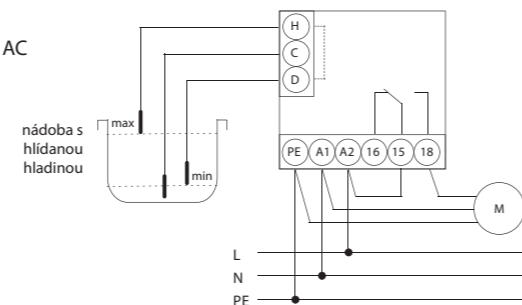 AC
H
C
D
max
nádoba s
hlídanou
hladinou
min
PE A1 A2 16 15 18
M
L
N
PE